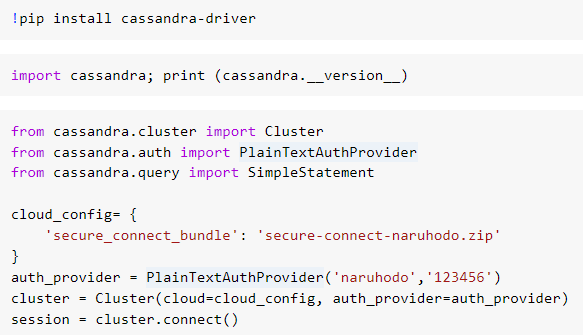 !pip install cassandra-driver
import cassandra; print (cassandra.__version__)
from cassandra.cluster import Cluster
from cassandra.auth import PlainTextAuthProvider
from cassandra.query import SimpleStatement
cloud_config= {
    'secure_connect_bundle': 'secure-connect-naruhodo.zip'
}
auth_provider = PlainTextAuthProvider('naruhodo','123456')
cluster = Cluster(cloud=cloud_config, auth_provider=auth_provider)
session = cluster.connect()